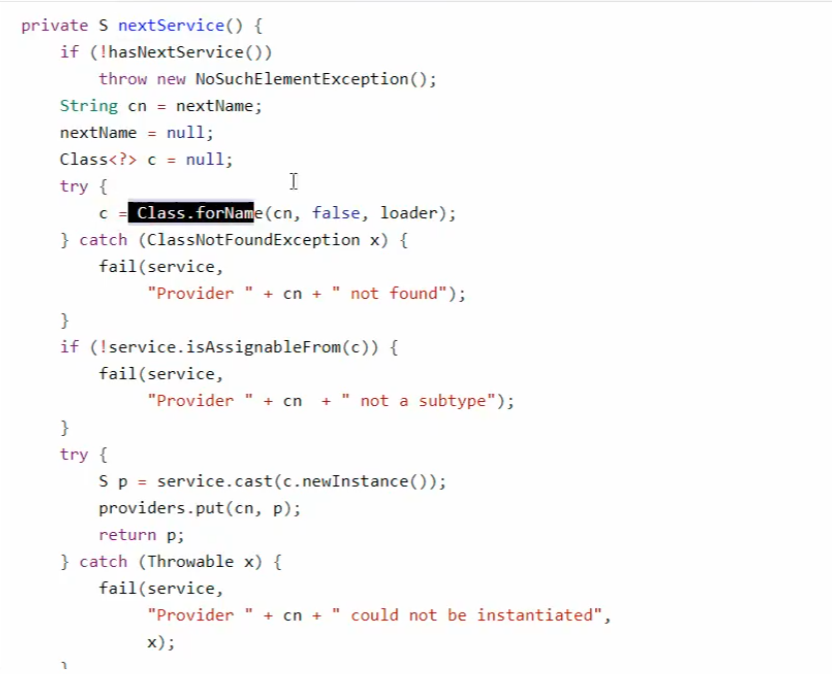 private S nextService() {
if (!hasNextService())
throw new NoSuchElementException();
String cn = nextName;
nextName = null;
Class<?> c = null;
try {
c = Class.forName(cn, false, loader);
} catch (ClassNotFoundException x) {
fail(service,
"Provider " + cn + " not found");
}
if (!service.isAssignableFrom(c)) {
fail(service,
"Provider " + cn  + " not a subtype");
}
try {
S p = service.cast(c.newInstance());
providers.put(cn, p);
return p;
} catch (Throwable x) {
fail(service,
"Provider " + cn + " could not be instantiated",
x);
}